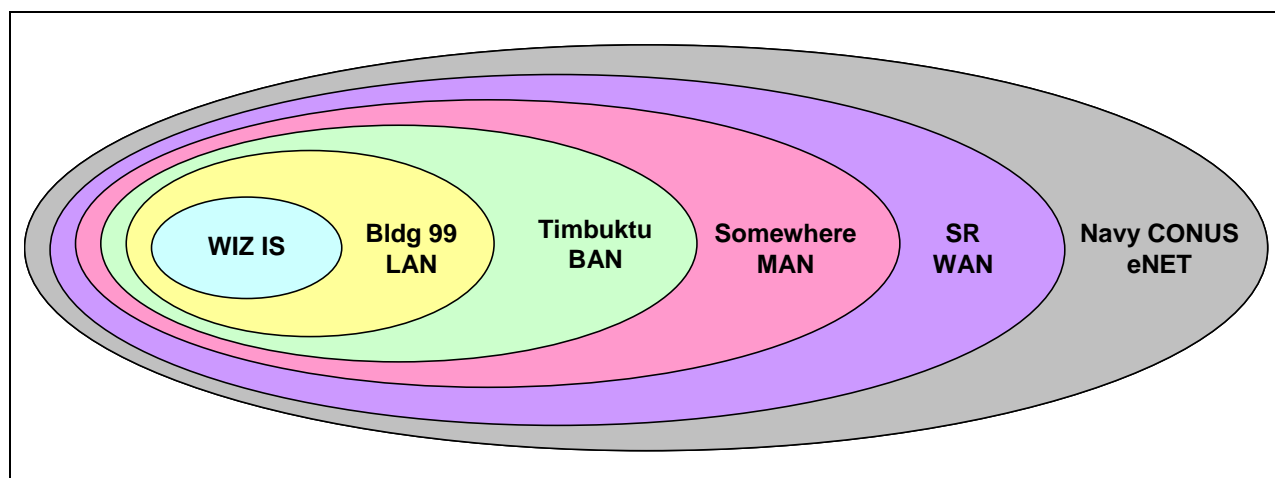 WIZ IS
Bldg 99
LAN
Timbuktu
BAN
Somewhere
MAN
SR
WAN
Navy CONUS
eNET